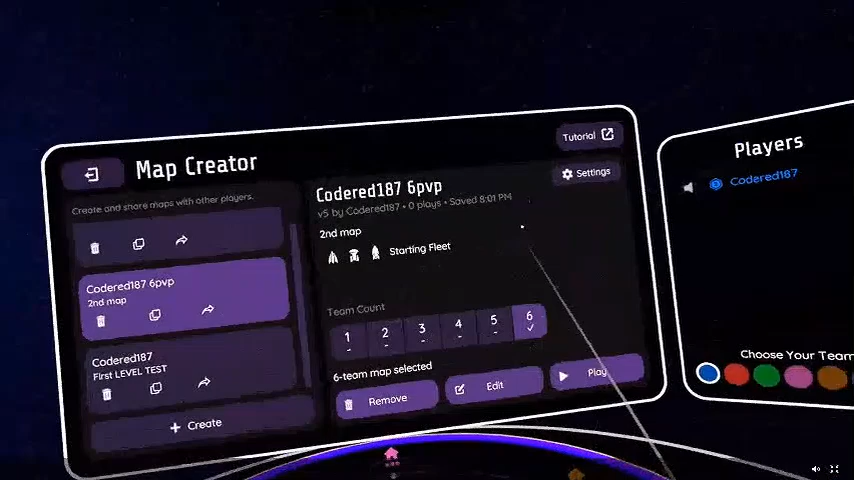 Tutorial
Map Creator
Create and share maps with other players.
Codered187 6pvp
2nd map
Codered187
First LEVEL TEST
+ Create
Settings
Codered187 6pvp
v5 by Codered187 • 0 plays • Saved 8:01 PM
2nd map
Starting Fleet
Team Count
1 2 3 4 5 6
- - - - - ✓
6-team map selected
Remove
Edit
Play
Players
Codered187
Choose Your Team